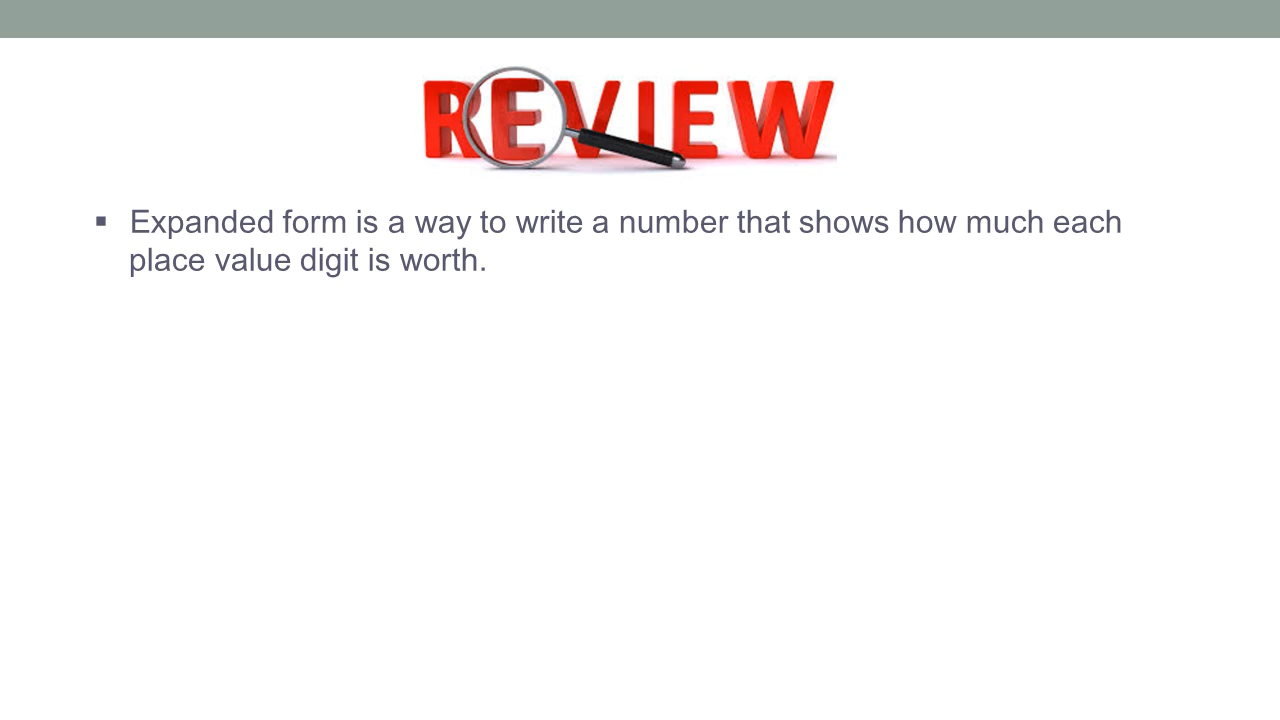 REVIEW
▪ Expanded form is a way to write a number that shows how much each
place value digit is worth.